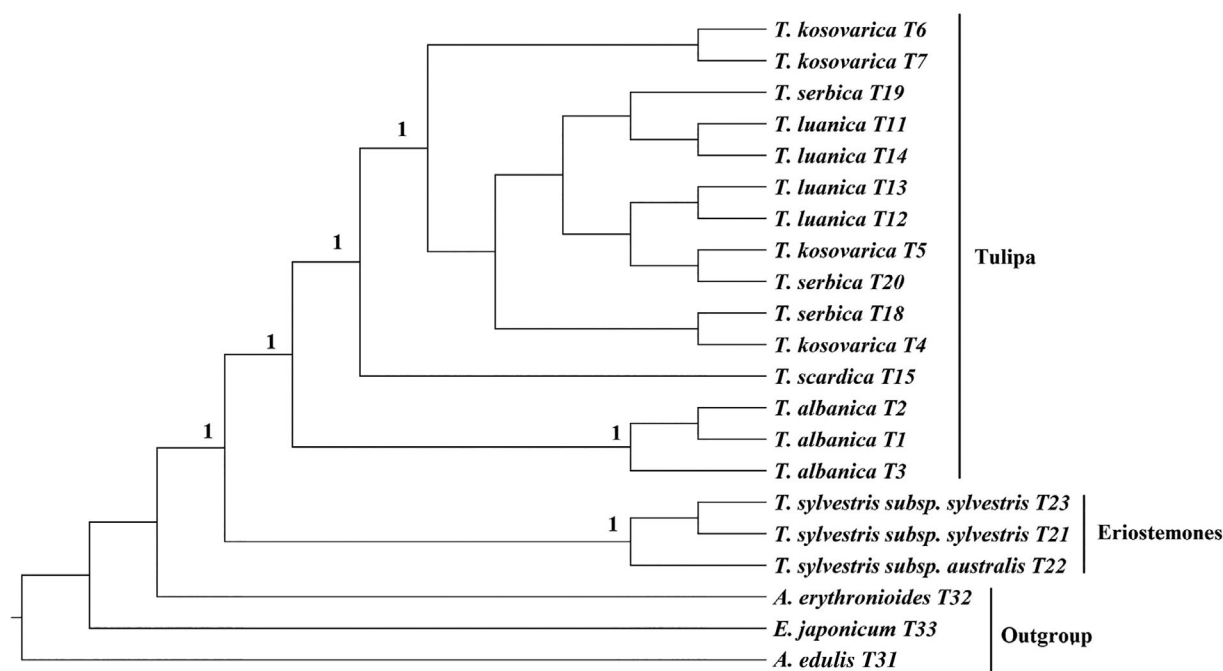 T. kosovarica T6
T. kosovarica T7
T. serbica T19
T. luanica T11
1
T. luanica T14
T. luanica T13
T. luanica T12
1
T. kosovarica T5
Tulipa
T. serbica T20
T. serbica T18
1
T. kosovarica T4
T. scardica T15
T. albanica T2
1
1
T. albanica T1
T. albanica T3
T. sylvestris subsp. sylvestris T23
1
T. sylvestris subsp. sylvestris T21
Eriostemones
T. sylvestris subsp. australis T22
A. erythronioides T32
E. japonicum T33
Outgroup
A. edulis T31